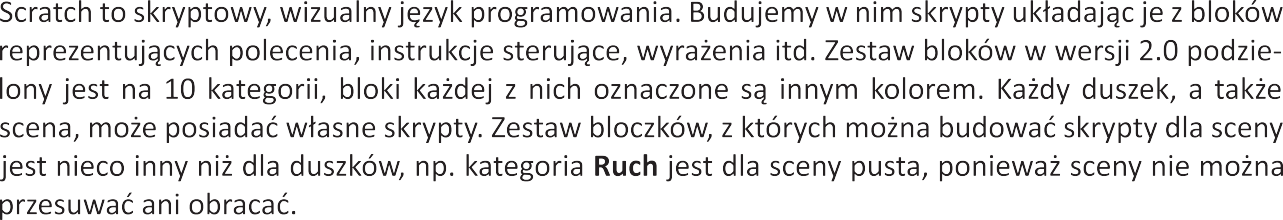 Scratch to skryptowy, wizualny język programowania. Budujemy w nim skrypty układając je z bloków
reprezentujących polecenia, instrukcje sterujące, wyrażenia itd. Zestaw bloków w wersji 2.0 podzie-
lony jest na 10 kategorii, bloki każdej z nich oznaczone są innym kolorem. Każdy duszek, a także
scena, może posiadać własne skrypty. Zestaw bloczków, z których można budować skrypty dla sceny
jest nieco inny niż dla duszków, np. kategoria Ruch jest dla sceny pusta, ponieważ sceny nie można
przesuwać ani obracać.